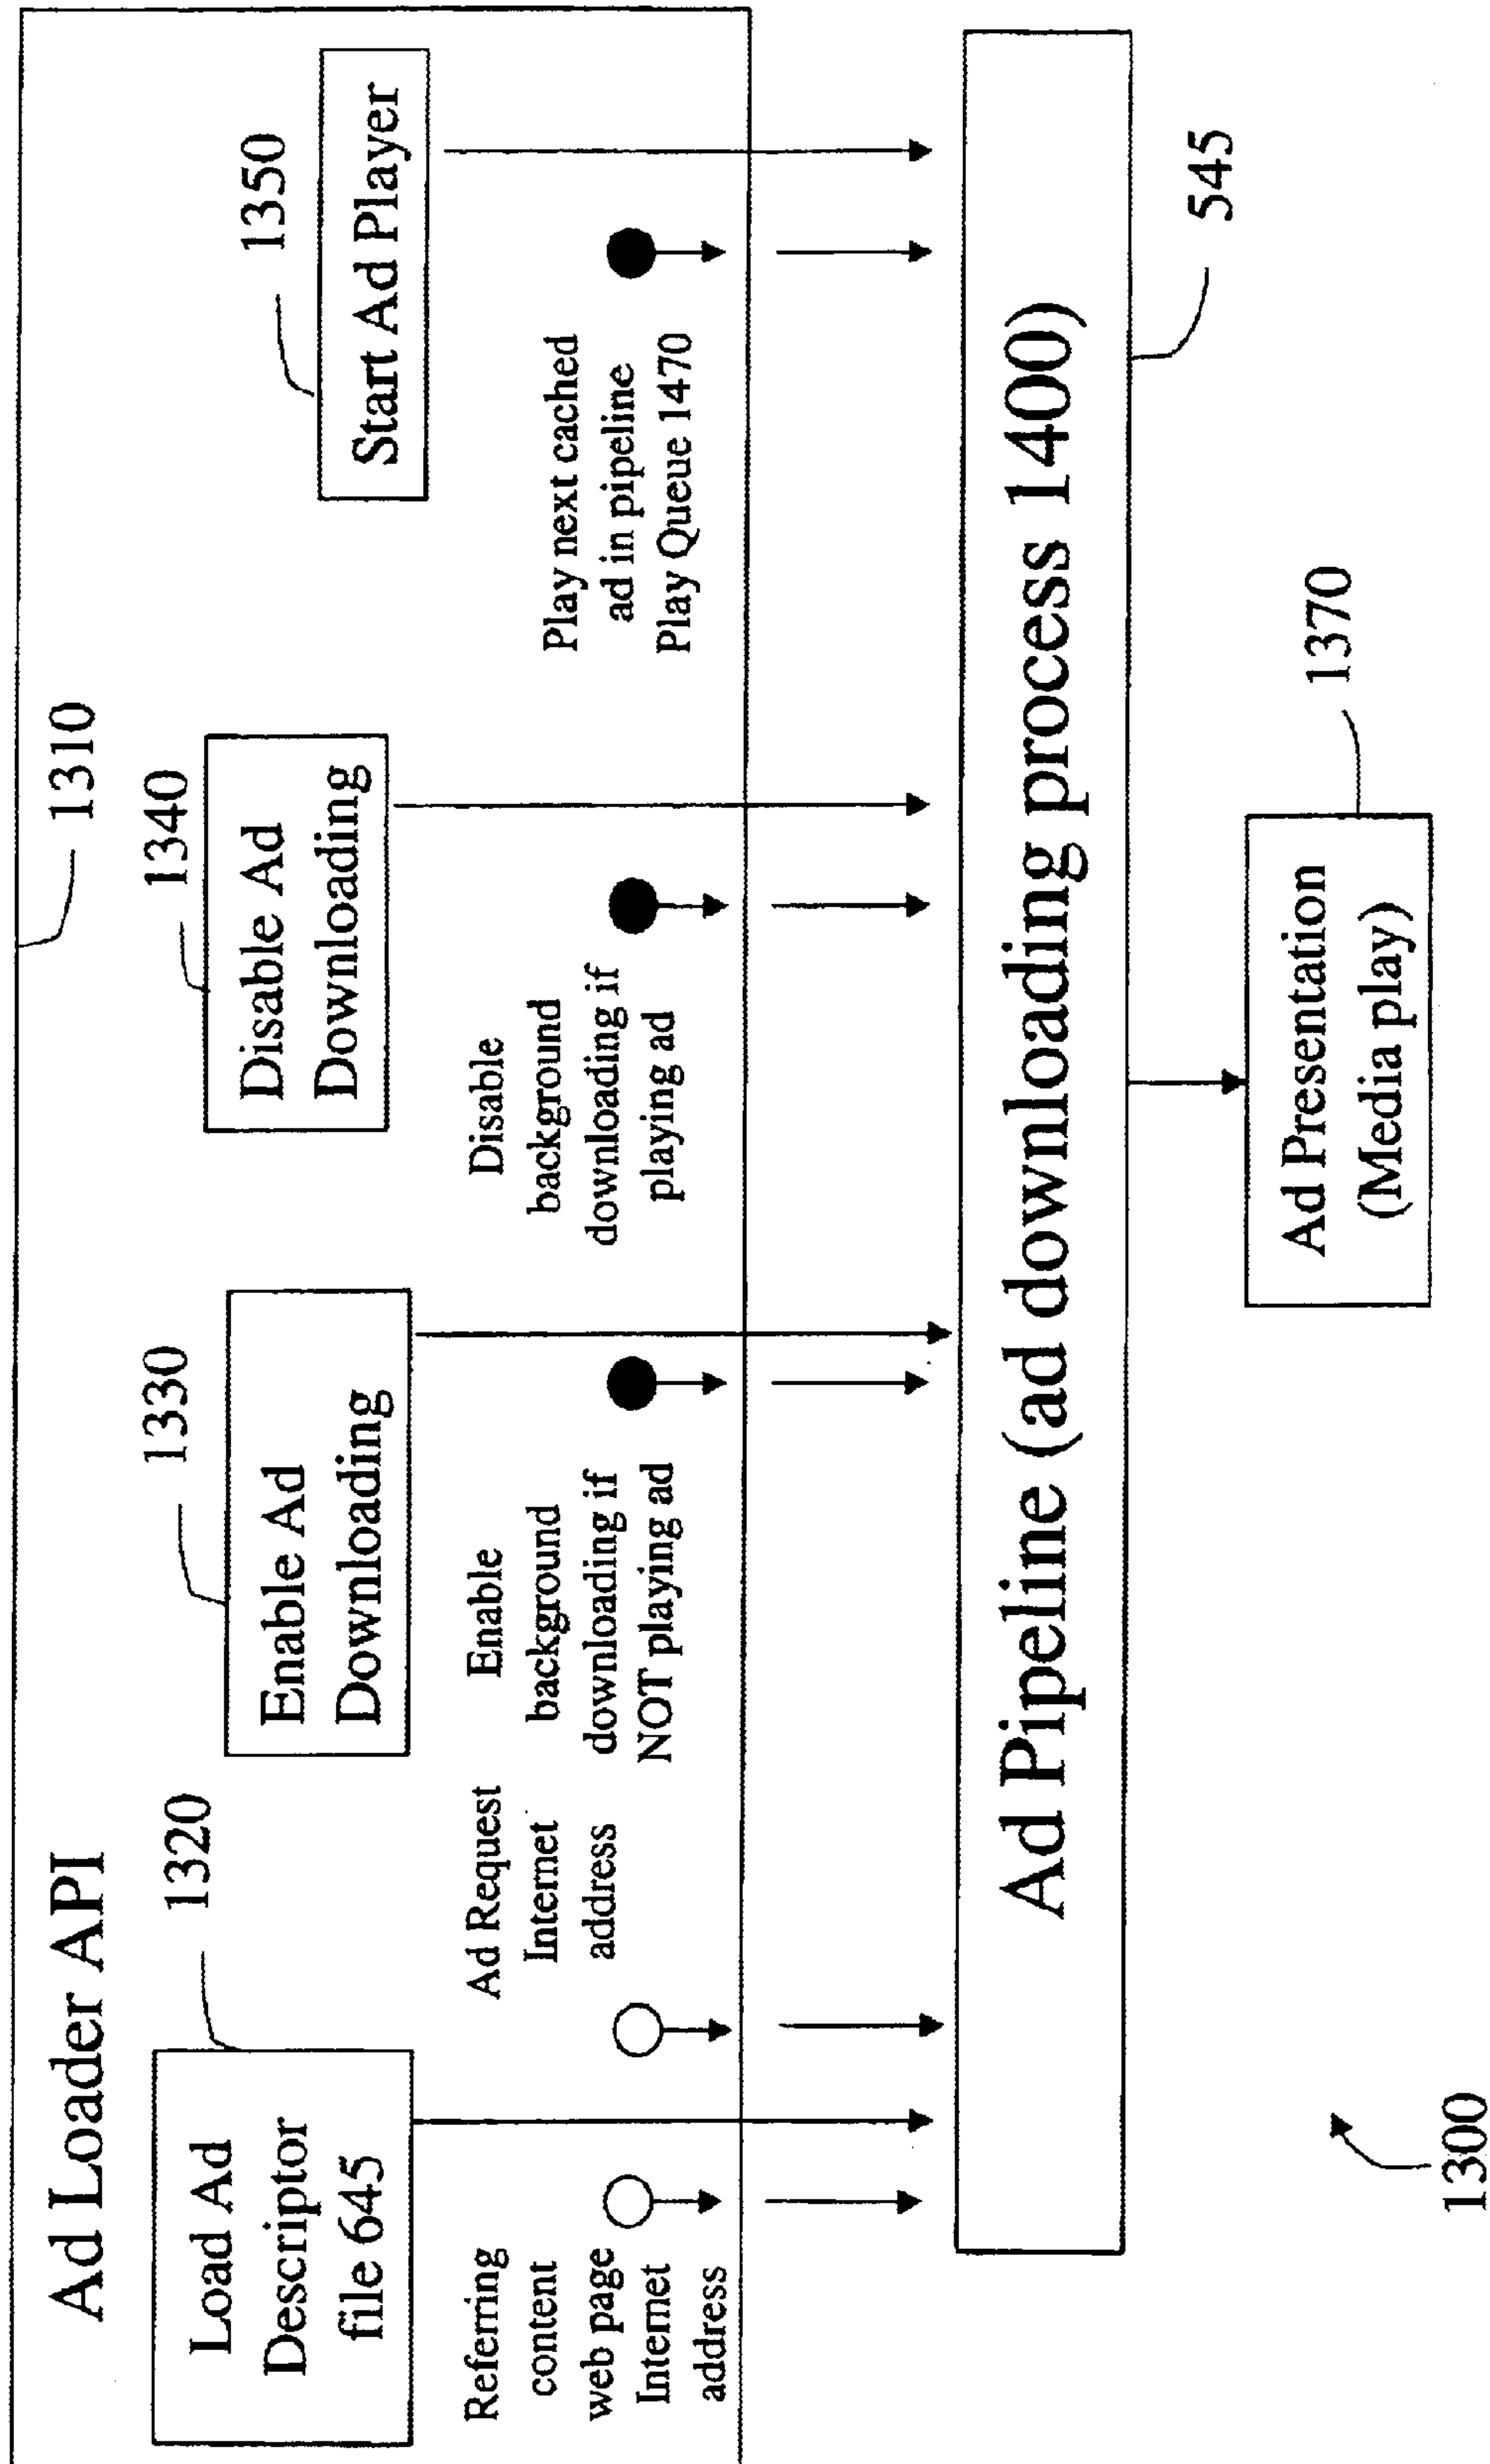 Ad Loader API
1310
1320
Load Ad
Descriptor
file 645
1330
Enable Ad
Downloading
1340
Disable Ad
Downloading
1350
Start Ad Player
Referring
content
web page
Internet
address
Ad Request
Internet
address
Enable
background
downloading if
NOT playing ad
Disable
background
downloading if
playing ad
Play next cached
ad in pipeline
Play Queue 1470
Ad Pipeline (ad downloading process 1400)
545
Ad Presentation
(Media play)
1370
1300